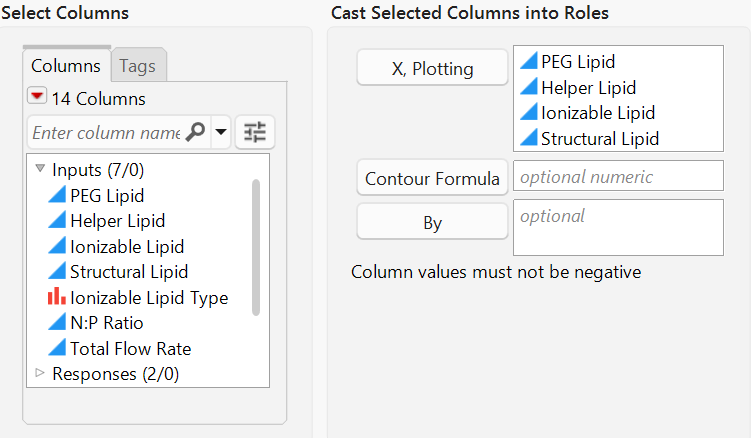 Select Columns
Columns
Tags
14 Columns
Enter column name
Inputs (7/0)
PEG Lipid
Helper Lipid
Ionizable Lipid
Structural Lipid
Ionizable Lipid Type
N:P Ratio
Total Flow Rate
Responses (2/0)
Cast Selected Columns into Roles
X, Plotting
PEG Lipid
Helper Lipid
Ionizable Lipid
Structural Lipid
Contour Formula
optional numeric
By
optional
Column values must not be negative